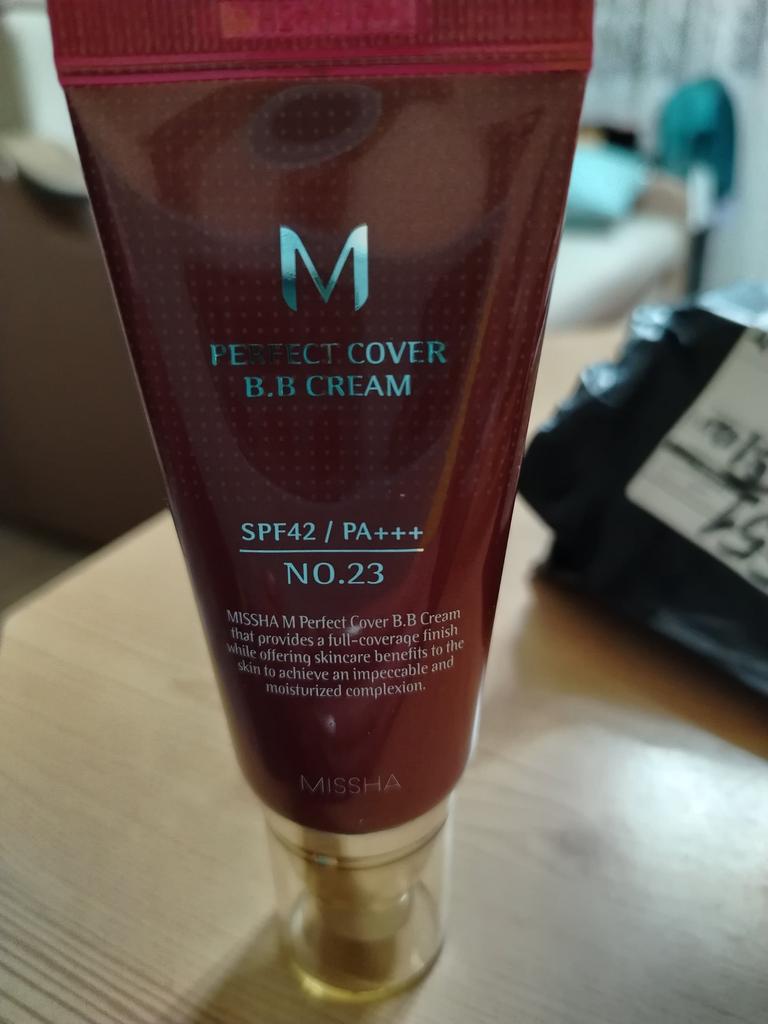 M
PERFECT COVER
B.B CREAM
SPF42 / PA+++
NO.23
MISSHA M Perfect Cover B.B Cream
that provides a full-coverage finish
while offering skincare benefits to the
skin to achieve an impeccable and
moisturized complexion.
MISSHA